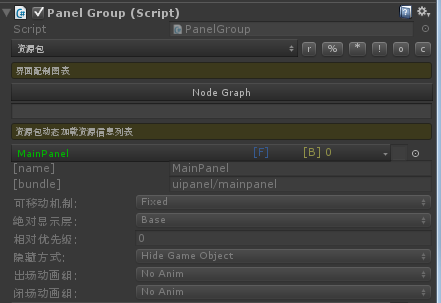 Panel Group (Script)
Script PanelGroup
资源包 r % * ! o c
界面配制图表
Node Graph
资源包动态加载资源信息列表
MainPanel [F] [B] 0
[name] MainPanel
[bundle] uipanel/mainpanel
可移动机制: Fixed
绝对显示层: Base
相对优先级: 0
隐藏方式: Hide Game Object
出场动画组: No Anim
闭场动画组: No Anim